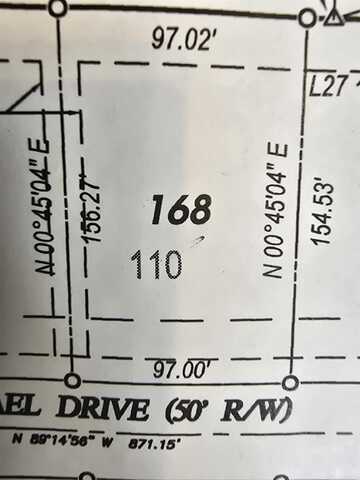 97.02'
L27
N 00°45'04" E
156.27'
168
110
N 00°45'04" E
154.53'
97.00'
AEL DRIVE (50' R/W)
N 89°14'56" W 871.15'